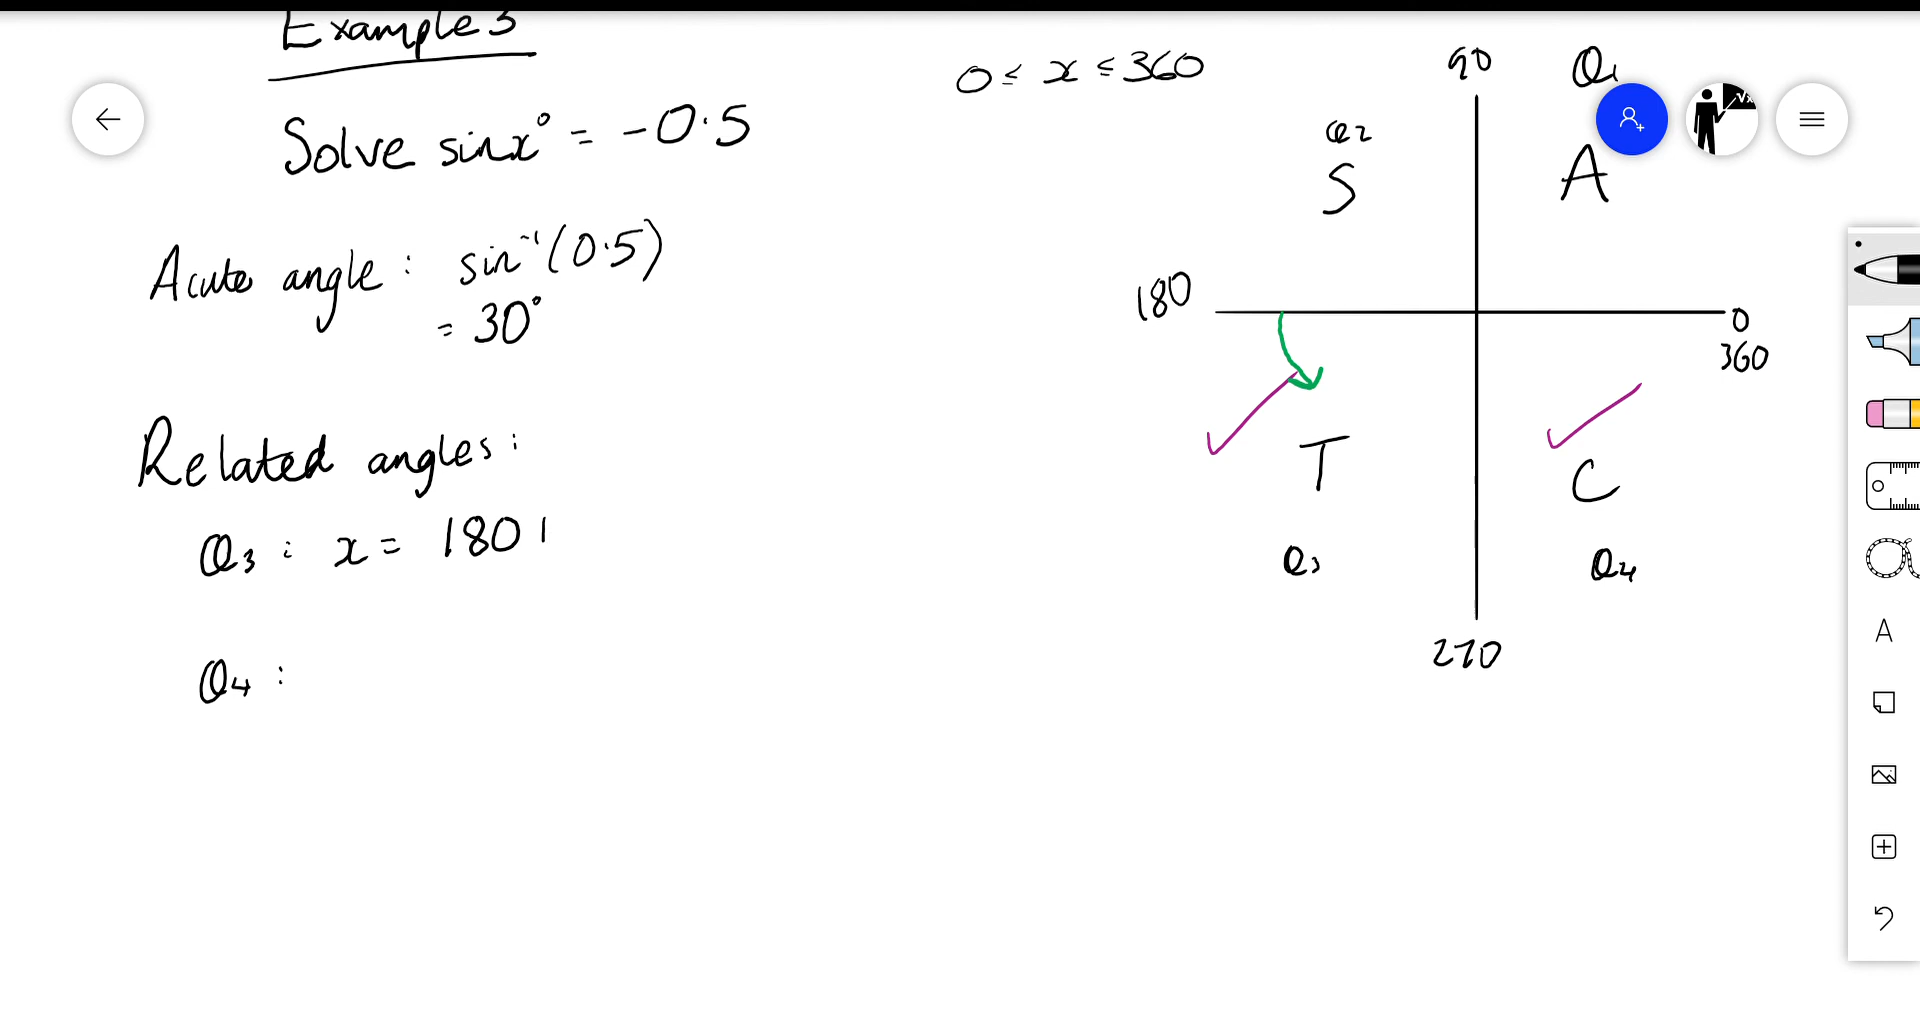 Example 3
0 ≤ x ≤ 360
Solve sinx° = -0.5
Acute angle: sin⁻¹(0.5)
= 30°
Related angles:
Q3 : x = 180 I
Q4 :
90
Q1
Q2
S
A
180
0
360
T
C
Q3
Q4
270
A